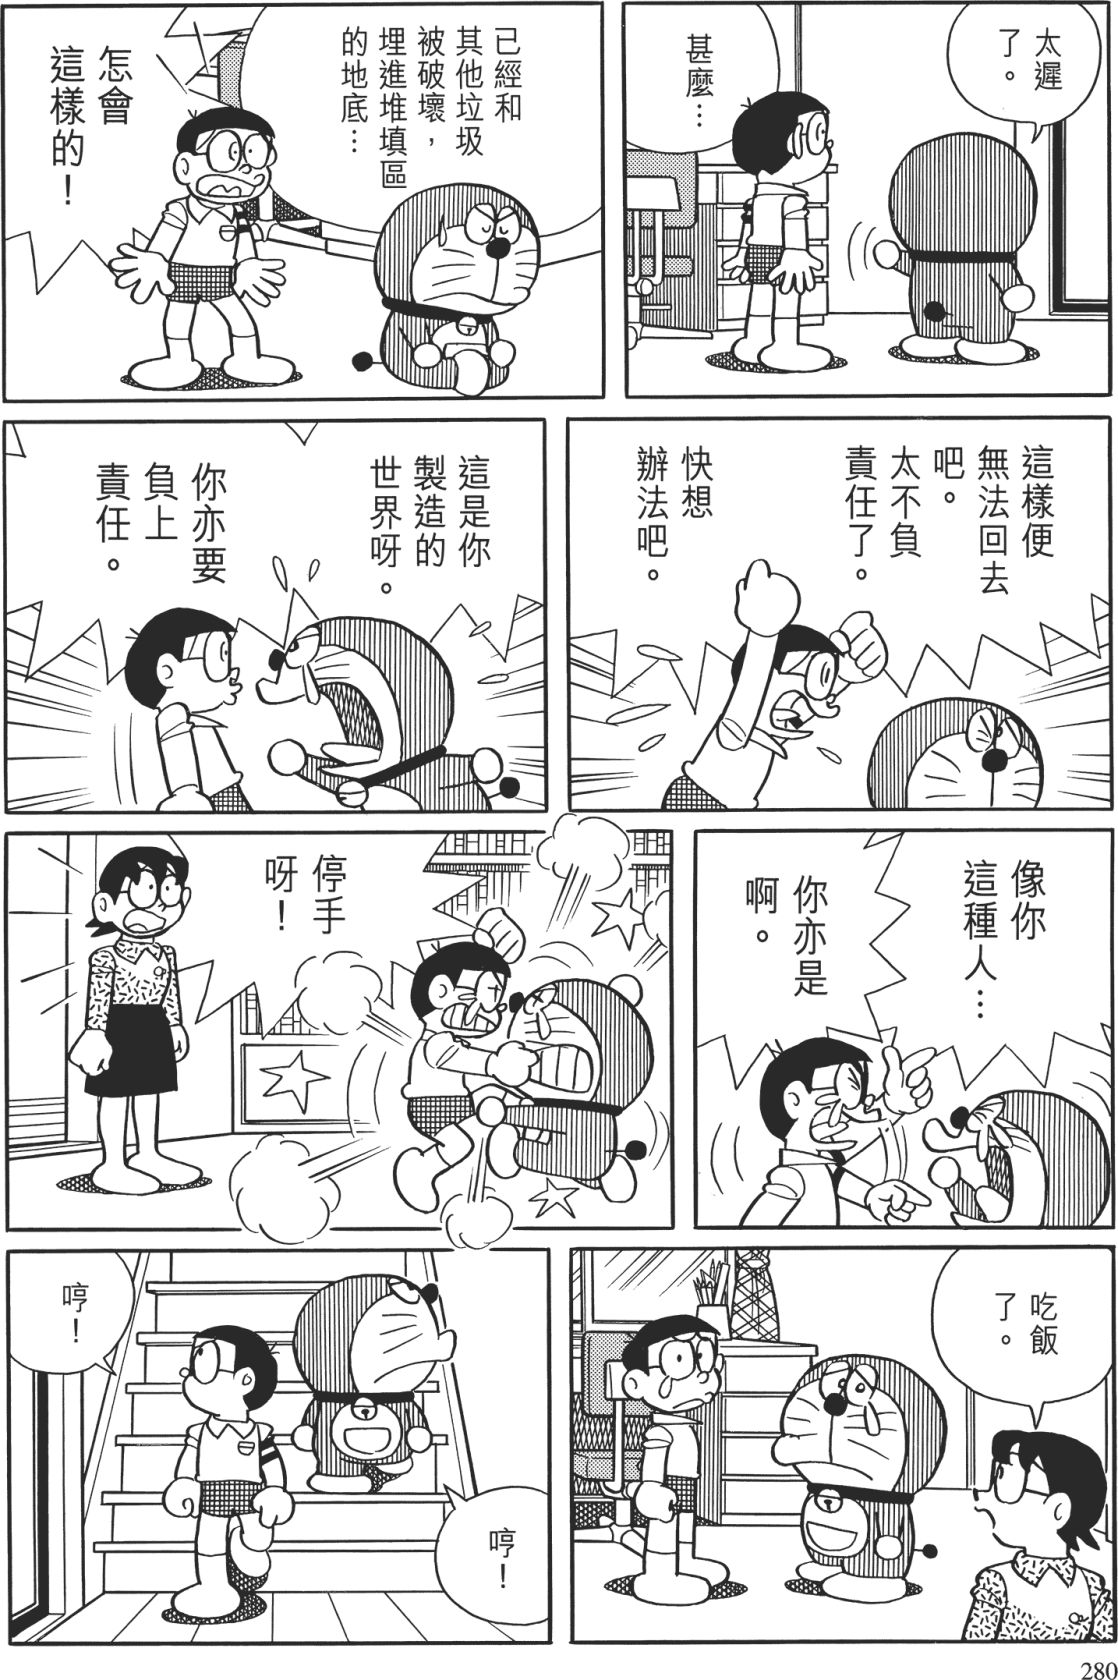 太遲
了。
甚麼…
已經和
其他垃圾
被破壞，
埋進堆填區
的地底…
怎會
這樣的！
這樣便
無法回去
吧。
太不負
責任了。
快想
辦法吧。
這是你
製造的
世界呀。
你亦要
負上
責任。
像你
這種人…
你亦是
啊。
停手
呀！
吃飯
了。
哼！
哼！
280